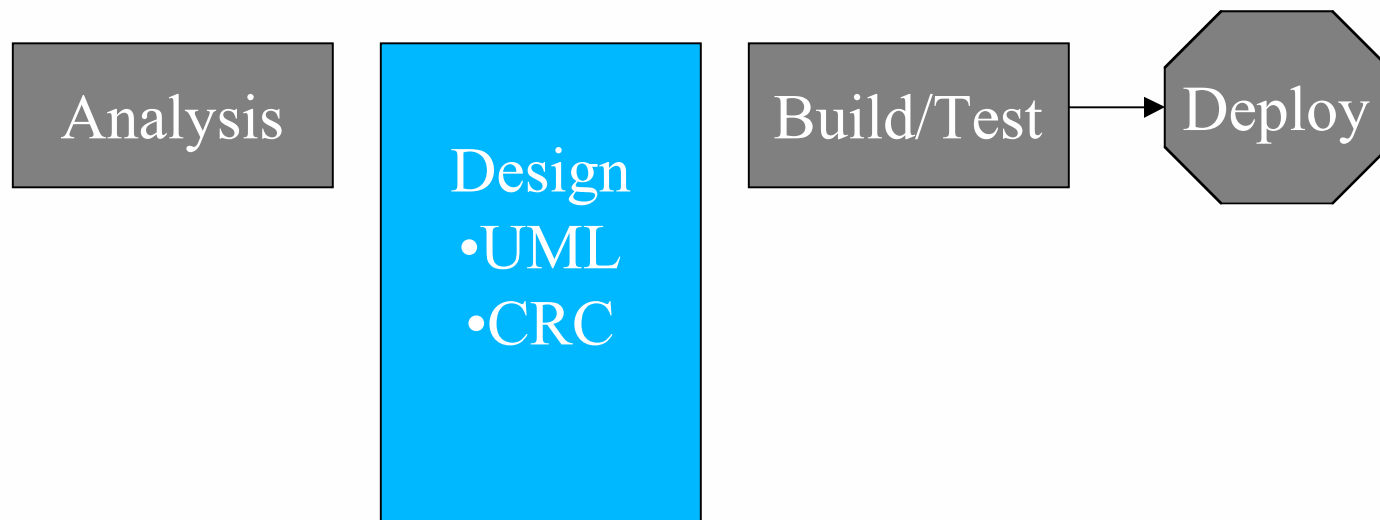 Analysis
Design
•UML
•CRC
Build/Test
Deploy